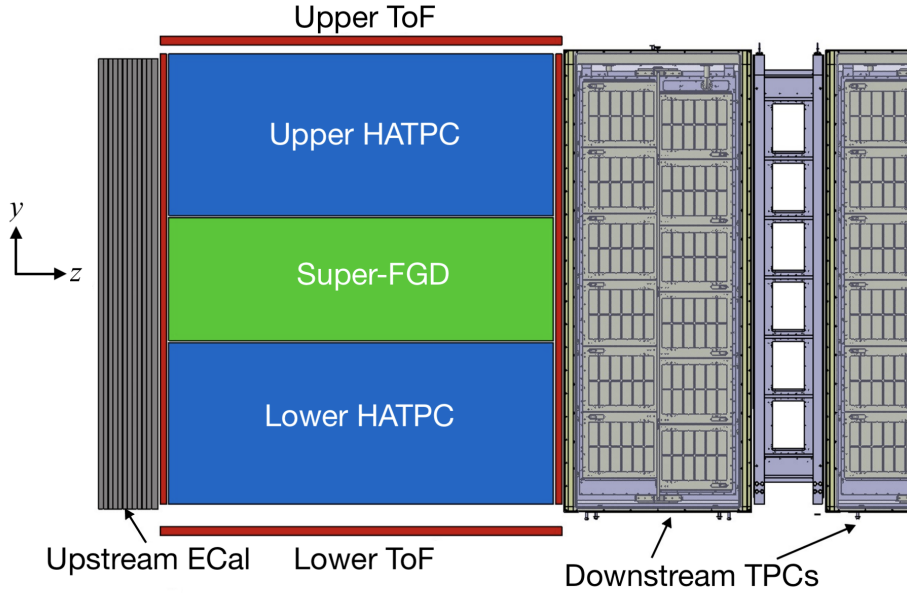 Upper ToF
Upper HATPC
y
z
Super-FGD
Lower HATPC
Upstream ECal
Lower ToF
Downstream TPCs